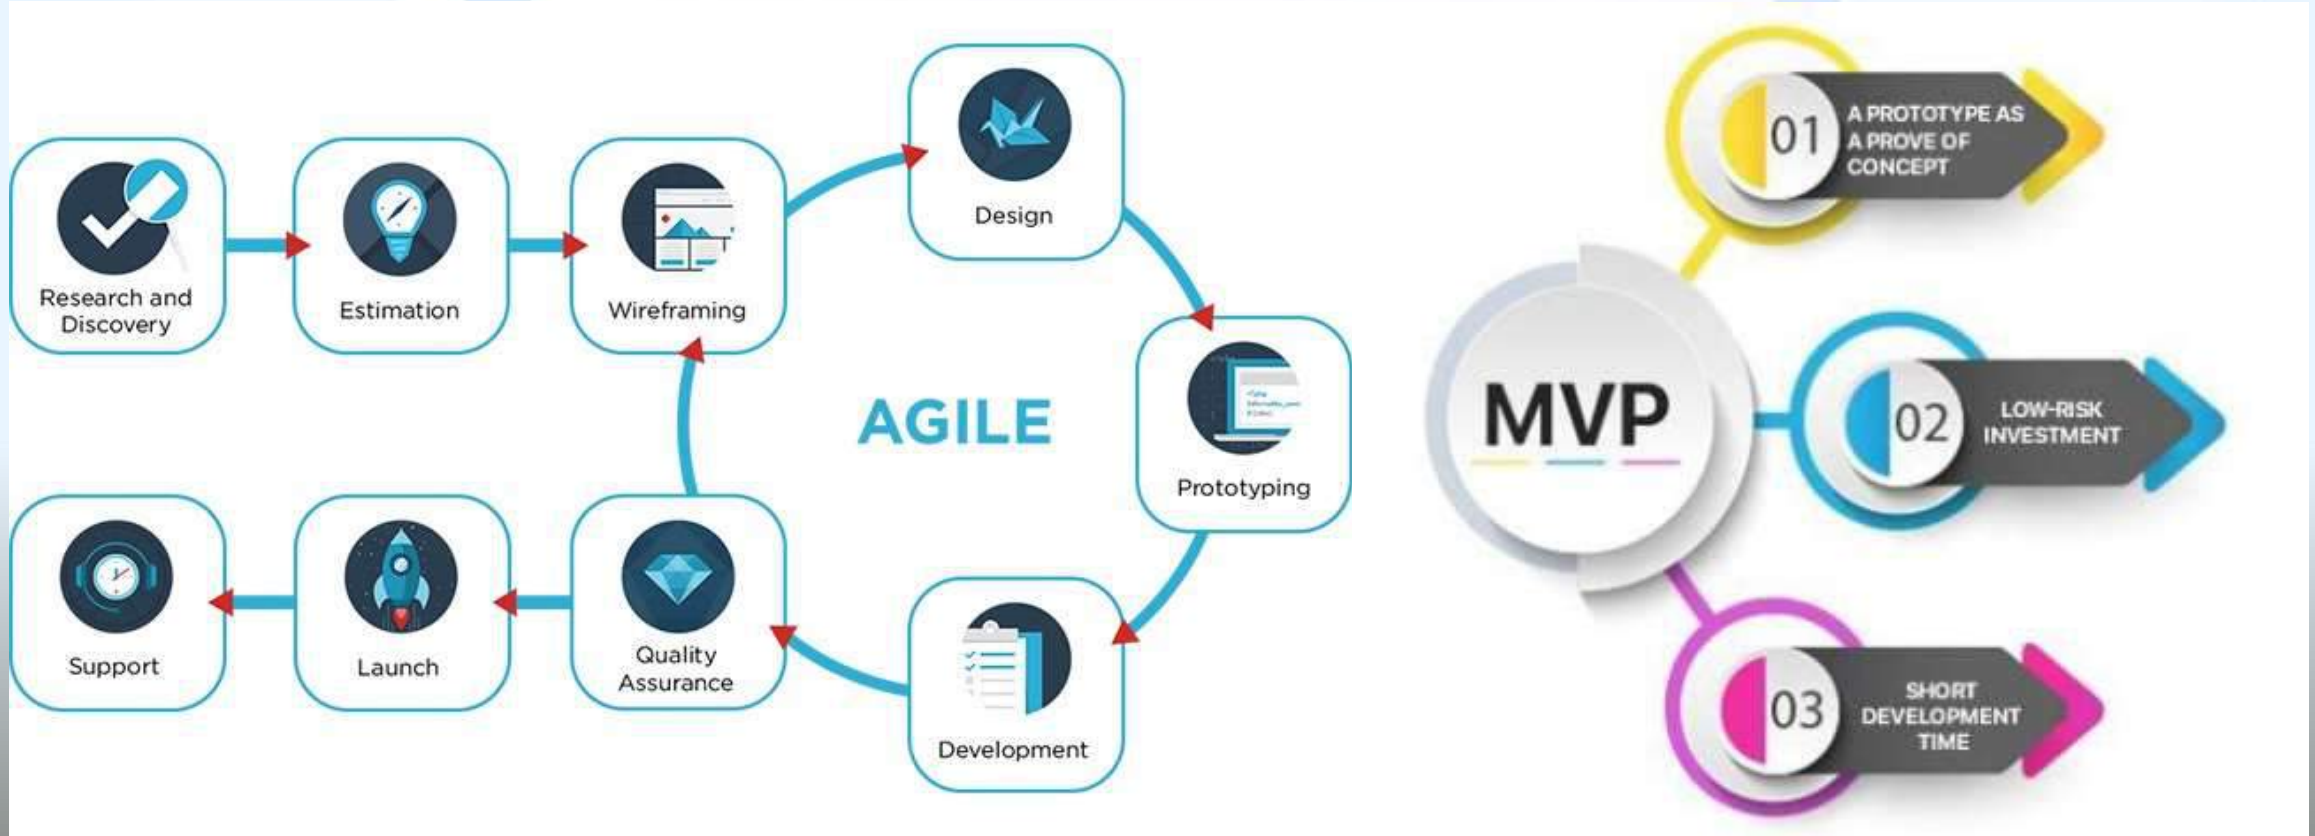 Research and
Discovery
Estimation
Wireframing
Design
Prototyping
AGILE
Support
Launch
Quality
Assurance
Development
MVP
01
A PROTOTYPE AS
A PROVE OF
CONCEPT
02
LOW-RISK
INVESTMENT
03
SHORT
DEVELOPMENT
TIME